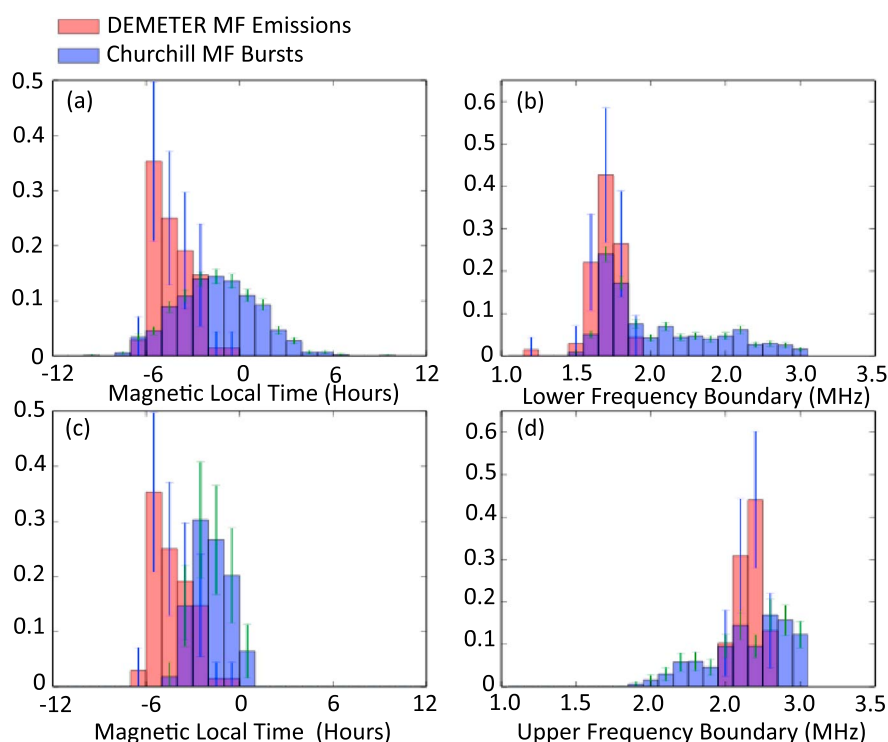 DEMETER MF Emissions
Churchill MF Bursts
(a)
0.5
0.4
0.3
0.2
0.1
0
-12 -6 0 6 12
Magnetic Local Time (Hours)
(b)
0.6
0.5
0.4
0.3
0.2
0.1
0
1.0 1.5 2.0 2.0 3.0 3.5
Lower Frequency Boundary (MHz)
(c)
0.5
0.4
0.3
0.2
0.1
0
-12 -6 0 6 12
Magnetic Local Time (Hours)
(d)
0.6
0.5
0.4
0.3
0.2
0.1
0
1.0 1.5 2.0 2.0 3.0 3.5
Upper Frequency Boundary (MHz)